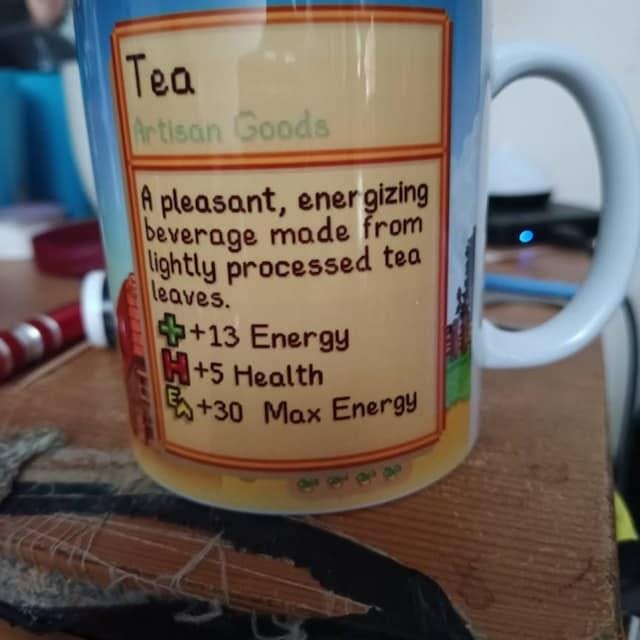 Tea
Artisan Goods
A pleasant, energizing
beverage made from
lightly processed tea
leaves.
+13 Energy
+5 Health
+30 Max Energy